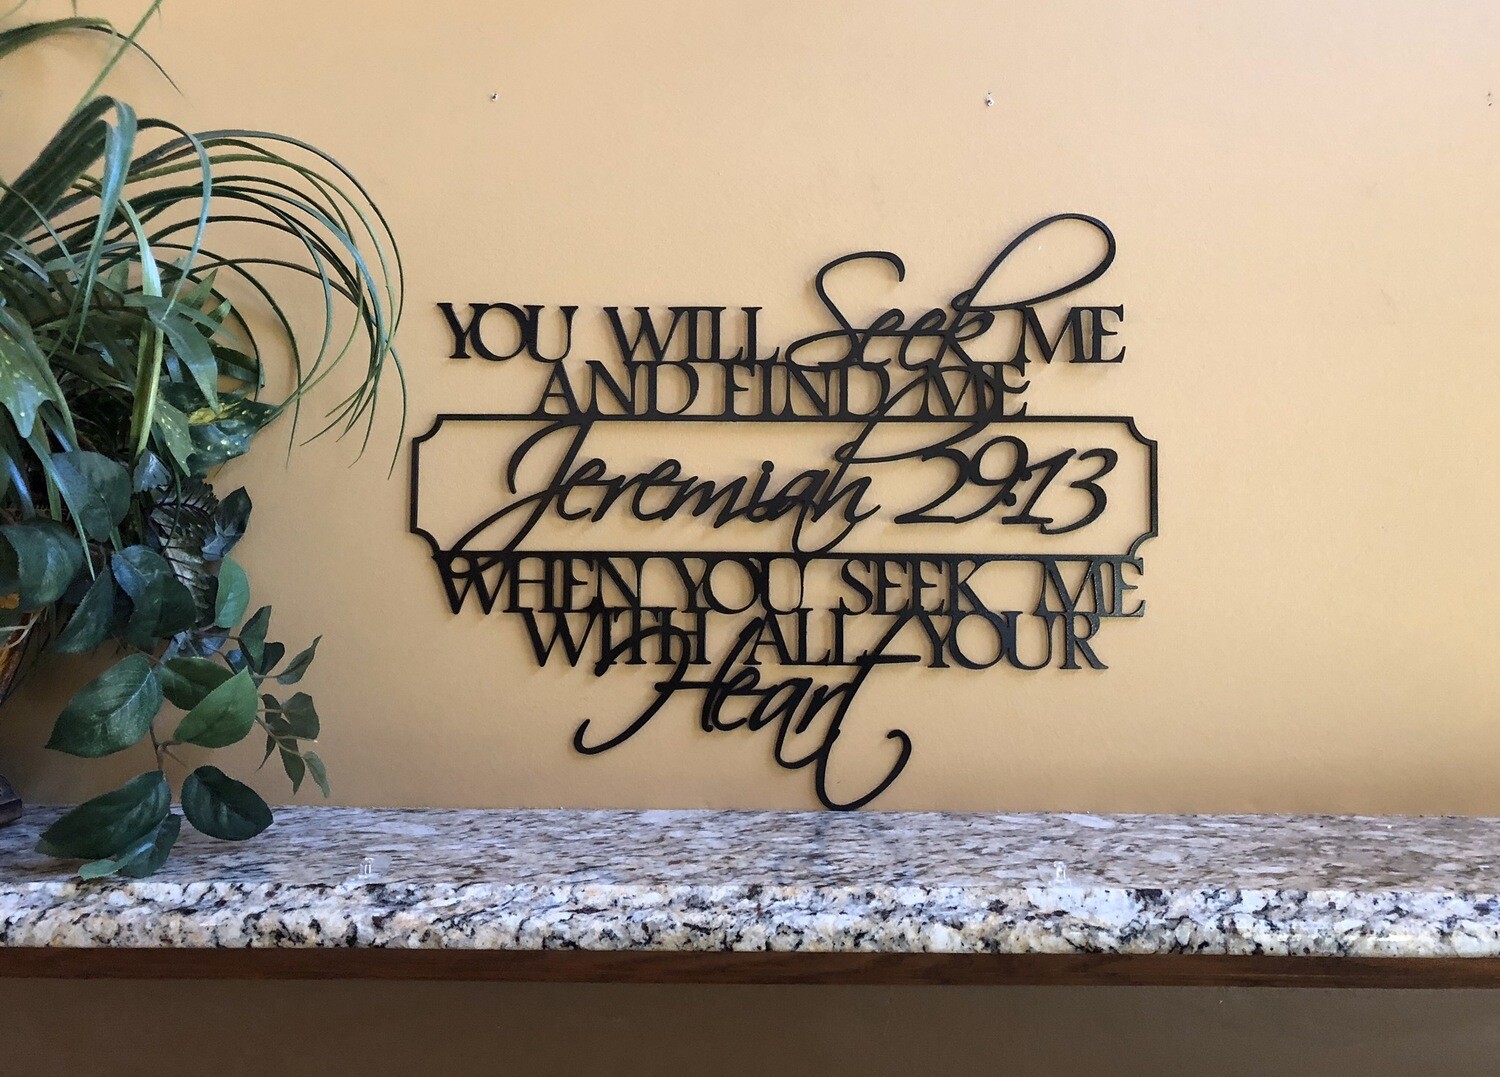 YOU WILL Seek ME
AND FIND ME
Jeremiah 29:13
WHEN YOU SEEK ME
WITH ALL YOUR
Heart